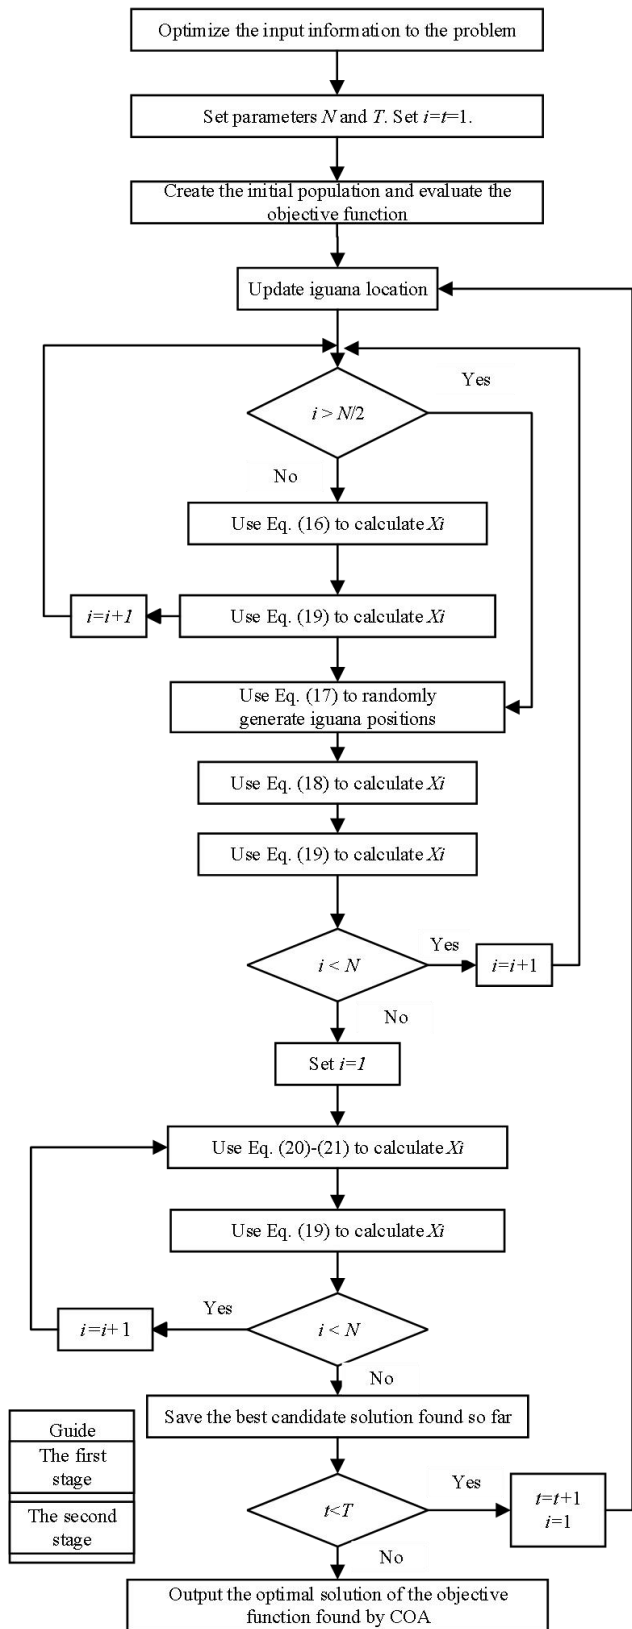 Optimize the input information to the problem
Set parameters N and T. Set i=t=1.
Create the initial population and evaluate the
objective function
Update iguana location
Yes
i > N/2
No
Use Eq. (16) to calculate Xi
i=i+1
Use Eq. (19) to calculate Xi
Use Eq. (17) to randomly
generate iguana positions
Use Eq. (18) to calculate Xi
Use Eq. (19) to calculate Xi
i < N
Yes
i=i+1
No
Set i=1
Use Eq. (20)-(21) to calculate Xi
Use Eq. (19) to calculate Xi
i=i+ 1
Yes
i < N
No
Save the best candidate solution found so far
Guide
The first
stage
The second
stage
t<T
Yes
t=t+1
i=1
No
Output the optimal solution of the objective
function found by COA